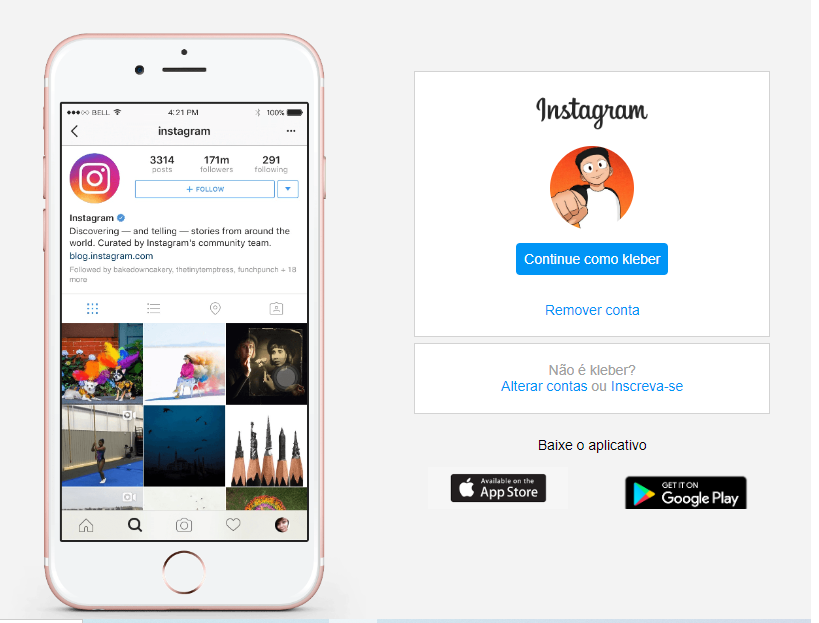 ●●●○○ BELL
4:21 PM
100%
instagram
3314
posts
171m
followers
291
following
+ FOLLOW
Instagram
Discovering — and telling — stories from around the
world. Curated by Instagram's community team.
blog.instagram.com
Followed by bakadowncakery, thetinytemptress, funchpunch + 18
more
Instagram
Continue como kleber
Remover conta
Não é kleber?
Alterar contas ou Inscreva-se
Baixe o aplicativo
Available on the
App Store
GET IT ON
Google Play